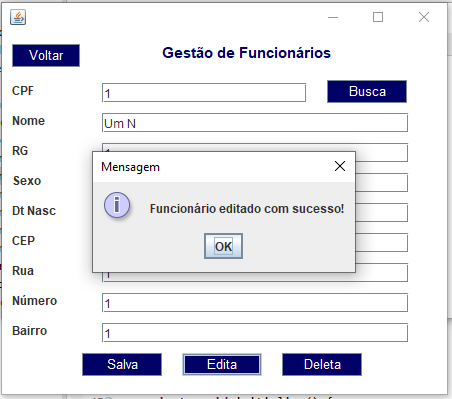 Voltar
Gestão de Funcionários
CPF
1
Busca
Nome
Um N
RG
Mensagem
Sexo
Funcionário editado com sucesso!
Dt Nasc
OK
CEP
Rua
1
Número
1
Bairro
1
Salva
Edita
Deleta